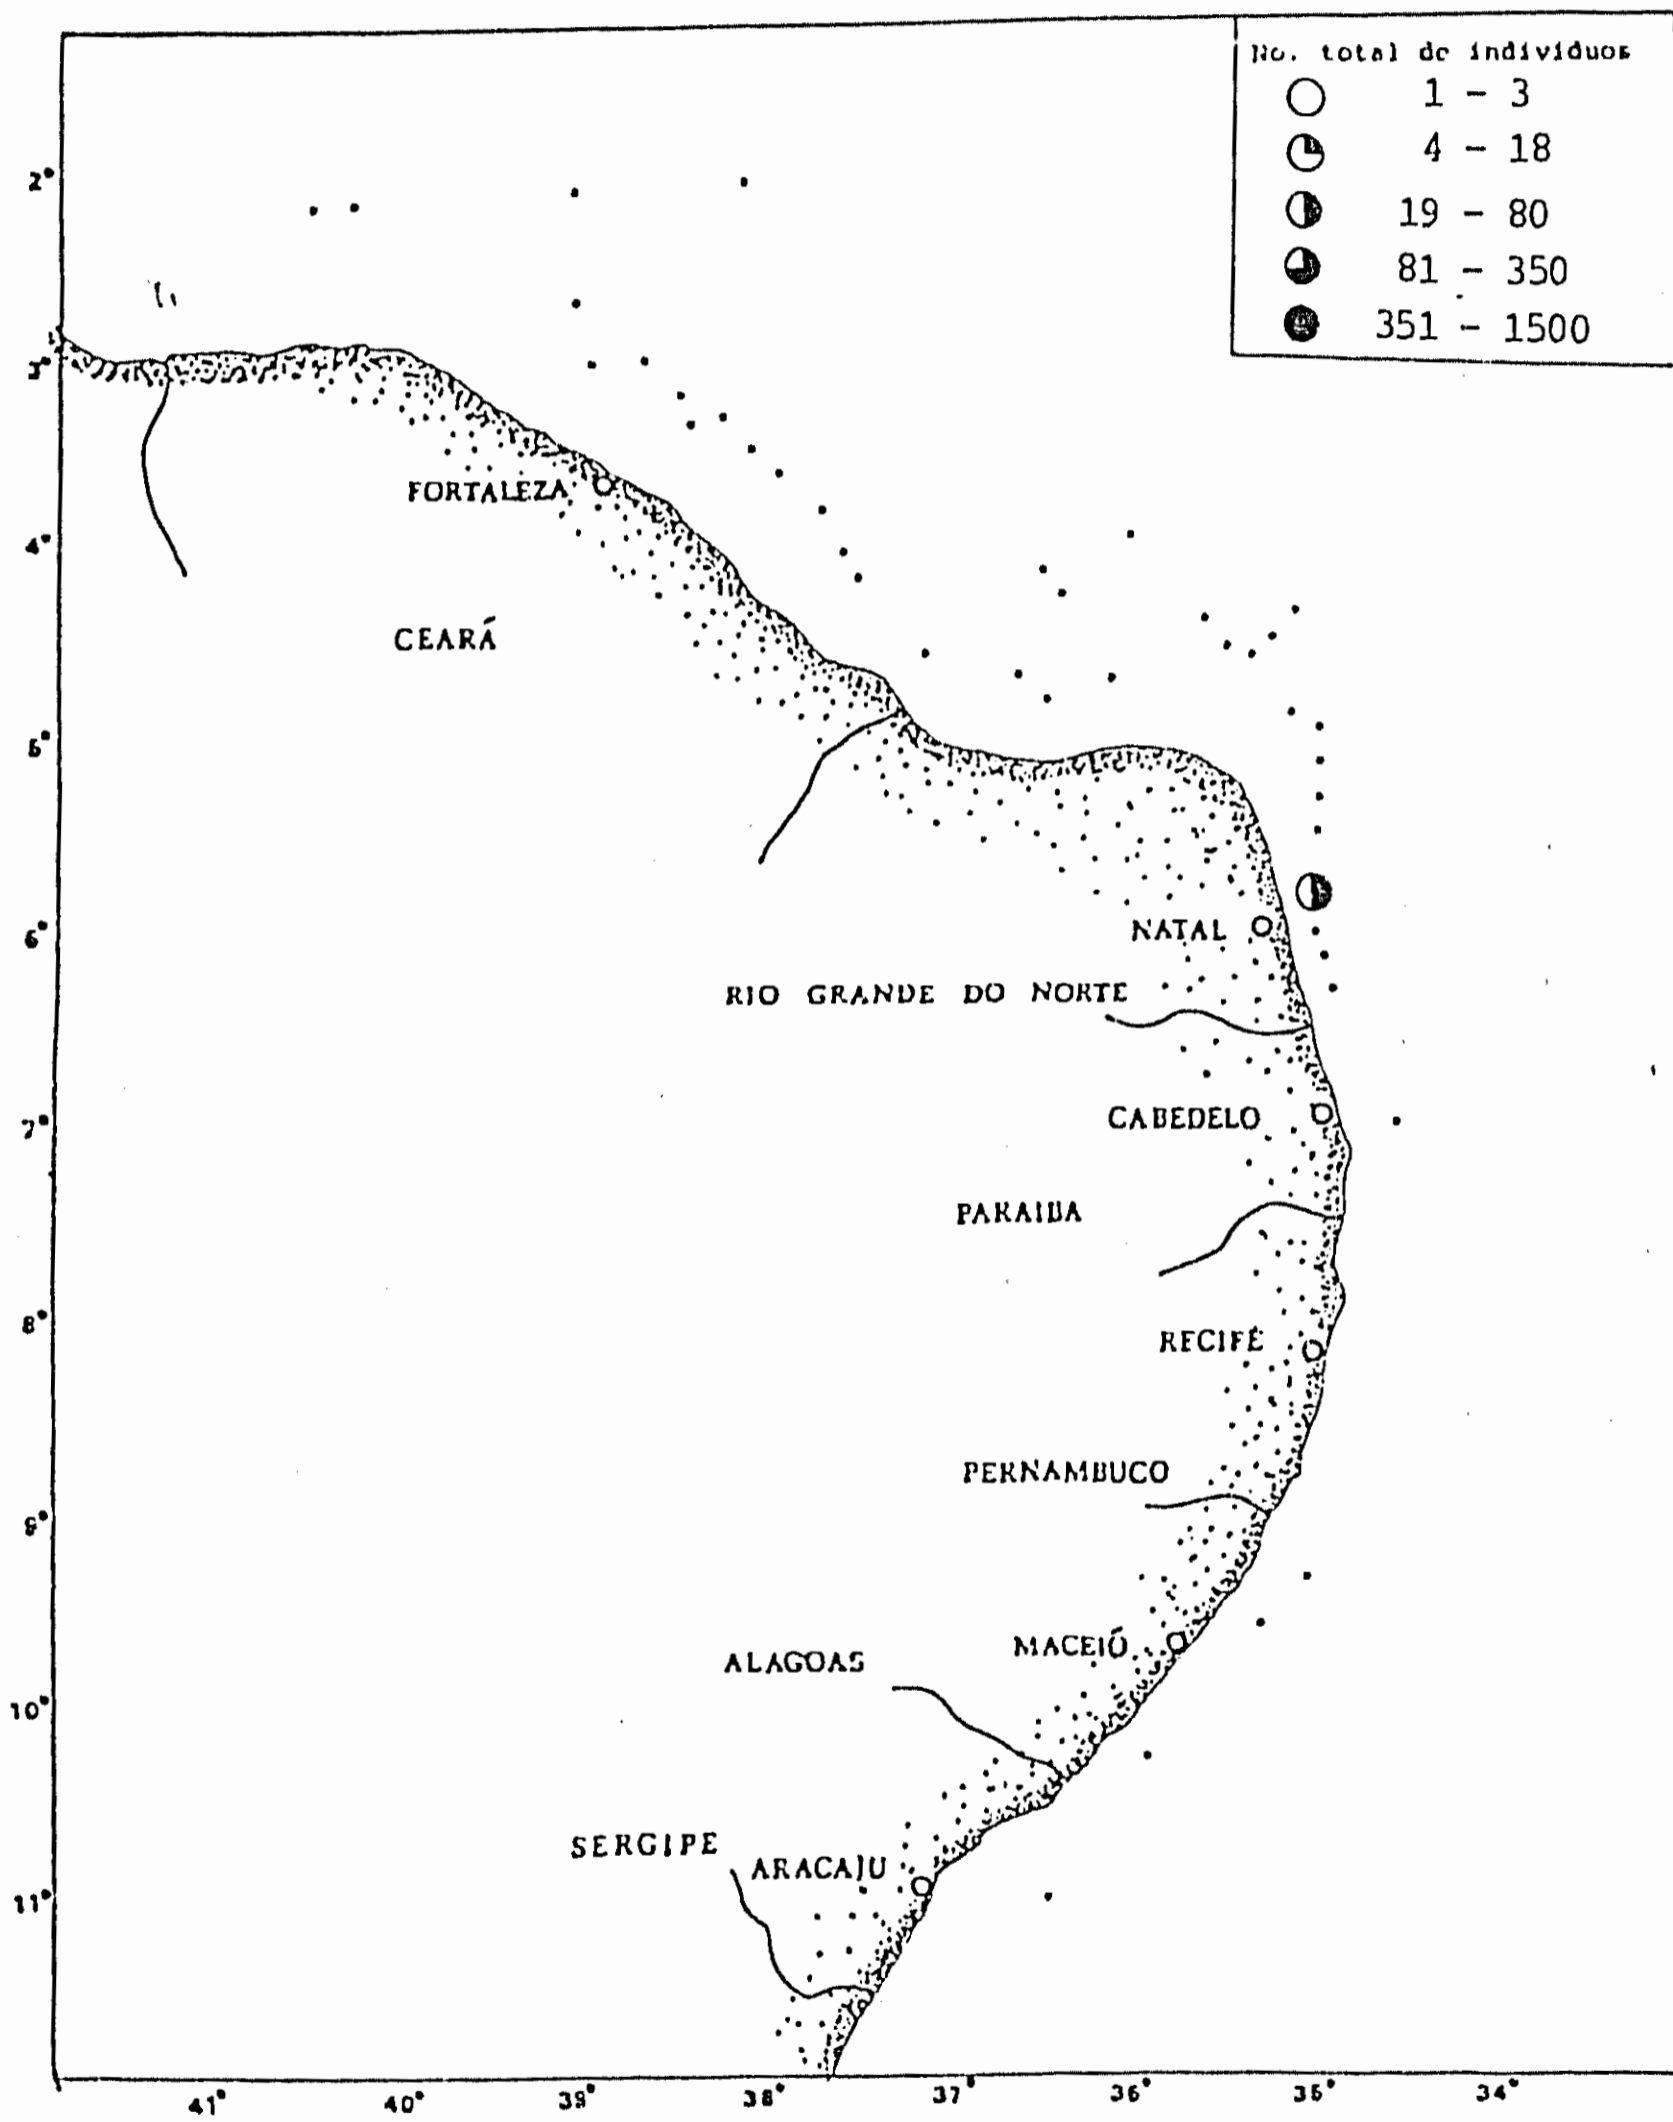 No. total de indivíduos
1 - 3
4 - 18
19 - 80
81 - 350
351 - 1500
2°
3°
FORTALEZA
4°
CEARÁ
5°
NATAL
6°
RIO GRANDE DO NORTE
CABEDELO
7°
PARAIBA
8°
RECIFE
PERNAMBUCO
9°
MACEIÓ
ALAGOAS
10°
SERGIPE
ARACAJU
11°
41° 40° 39° 38° 37° 36° 35° 34°